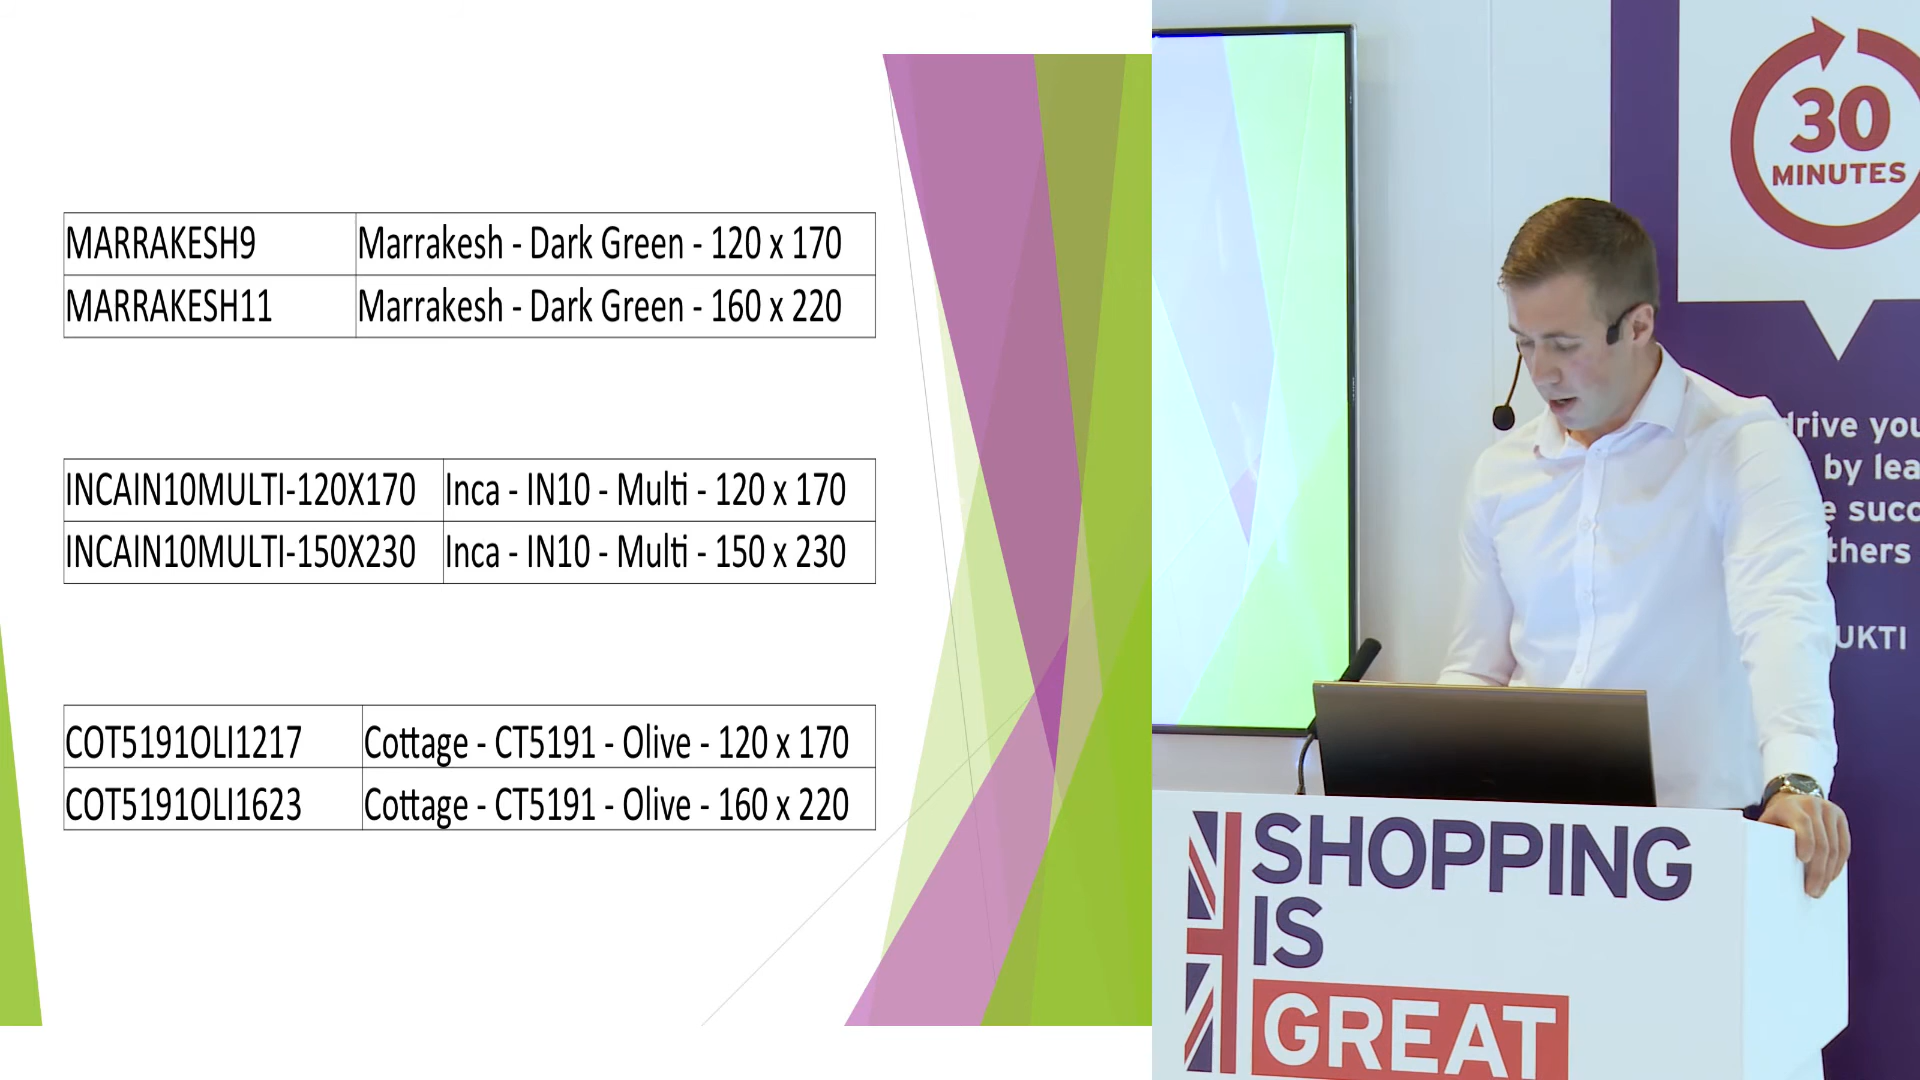 MARRAKESH9 Marrakesh - Dark Green - 120 x 170
MARRAKESH11 Marrakesh - Dark Green - 160 x 220
INCAIN10MULTI-120X170 Inca - IN10 - Multi - 120 x 170
INCAIN10MULTI-150X230 Inca - IN10 - Multi - 150 x 230
COT5191OLI1217 Cottage - CT5191 - Olive - 120 x 170
COT5191OLI1623 Cottage - CT5191 - Olive - 160 x 220
30
MINUTES
by
UKTI
SHOPPING
IS
GREAT